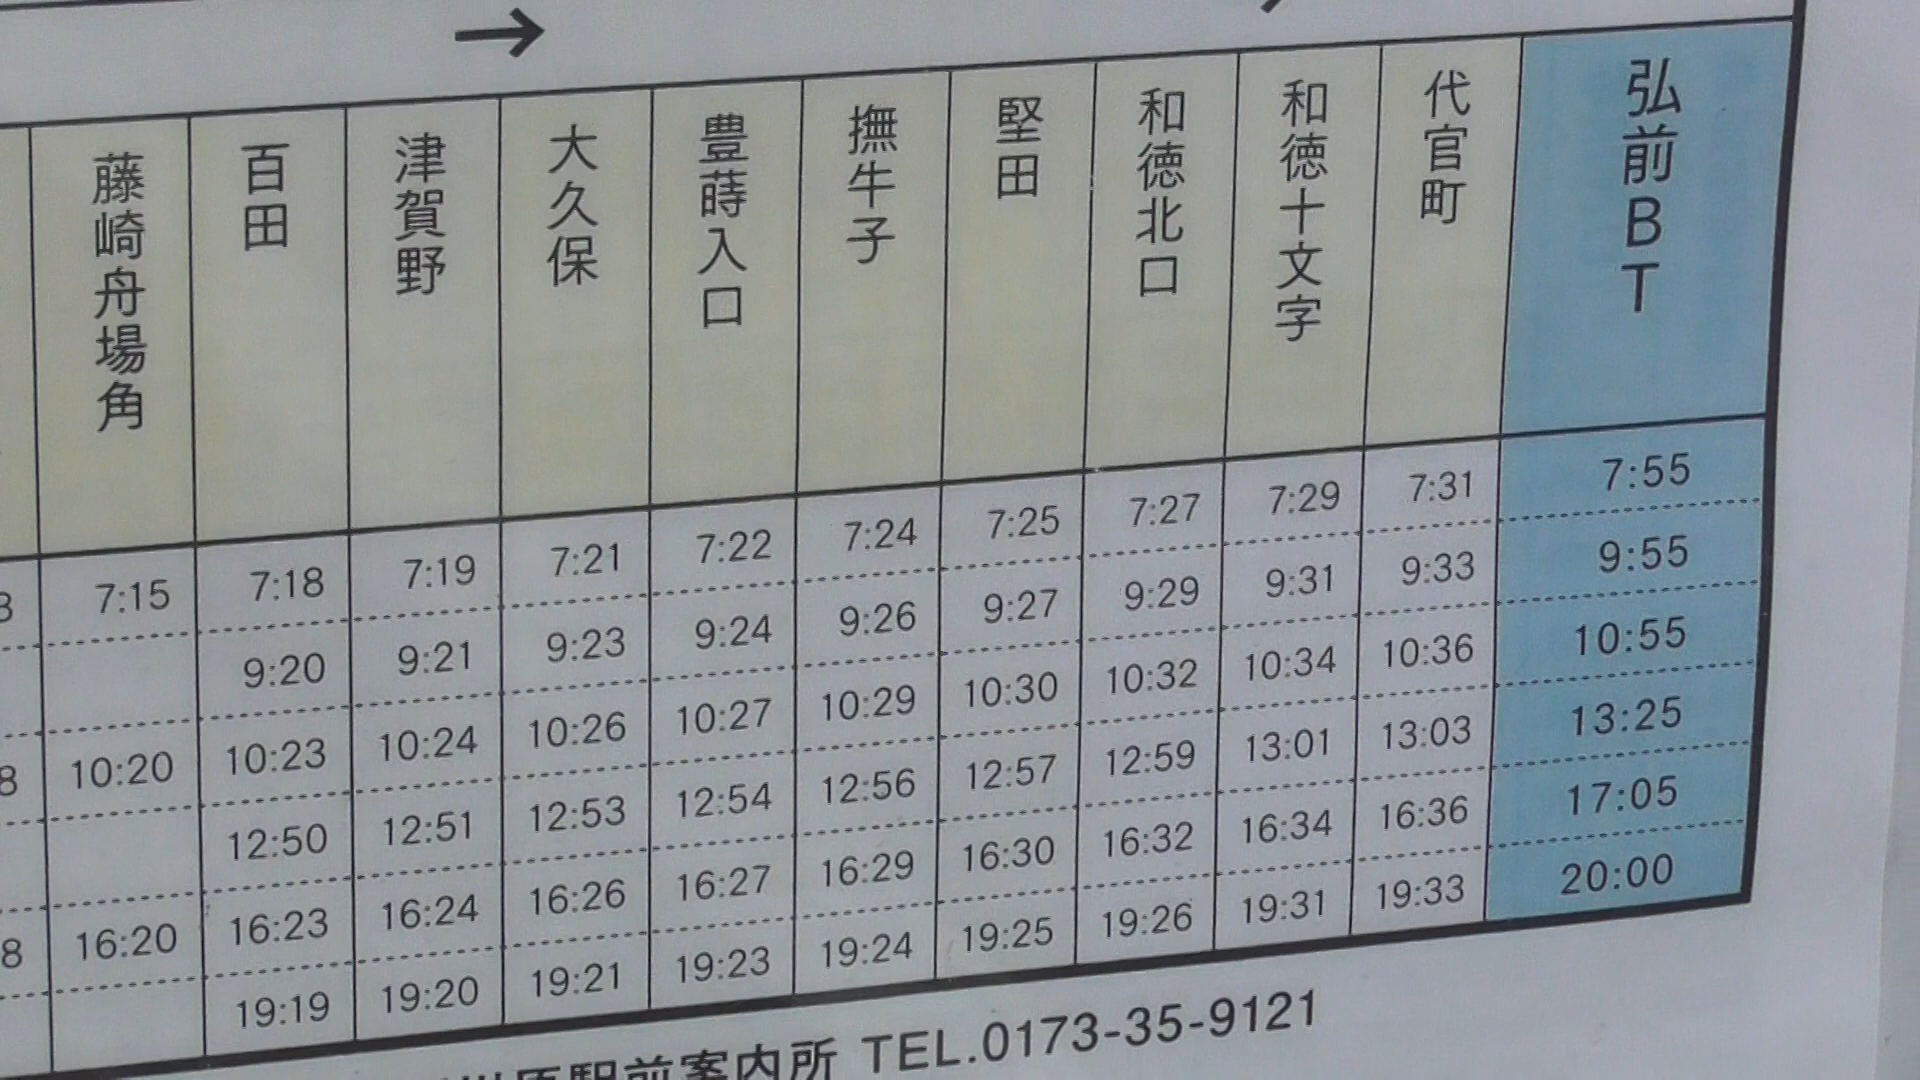 →
藤崎舟場角 百田 津賀野 大久保 豊蒔入口 撫牛子 堅田 和徳北口 和徳十文字 代官町 弘前BT
3 7:15 7:18 7:19 7:21 7:22 7:24 7:25 7:27 7:29 7:31 7:55
9:20 9:21 9:23 9:24 9:26 9:27 9:29 9:31 9:33 9:55
8 10:20 10:23 10:24 10:26 10:27 10:29 10:30 10:32 10:34 10:36 10:55
12:50 12:51 12:53 12:54 12:56 12:57 12:59 13:01 13:03 13:25
8 16:20 16:23 16:24 16:26 16:27 16:29 16:30 16:32 16:34 16:36 17:05
19:19 19:20 19:21 19:23 19:24 19:25 19:26 19:31 19:33 20:00
駅前案内所 TEL.0173-35-9121